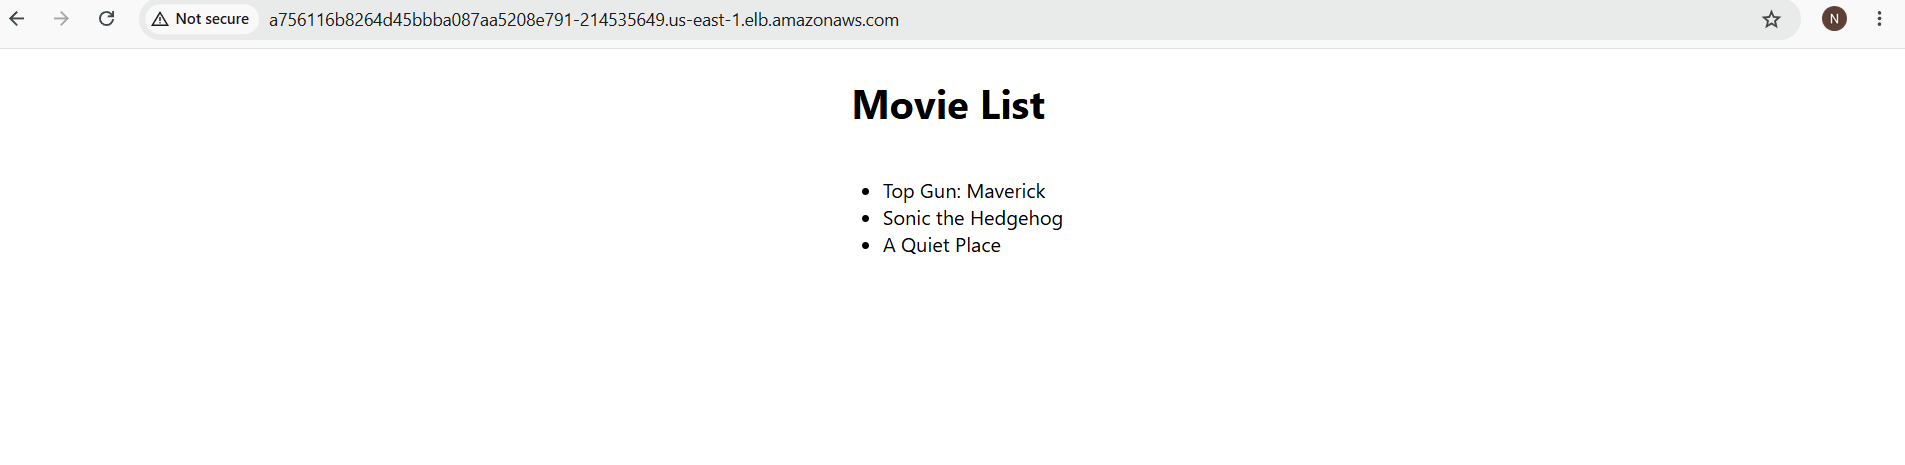 Not secure a756116b8264d45bbba087aa5208e791-214535649.us-east-1.elb.amazonaws.com N
Movie List
Top Gun: Maverick
Sonic the Hedgehog
A Quiet Place